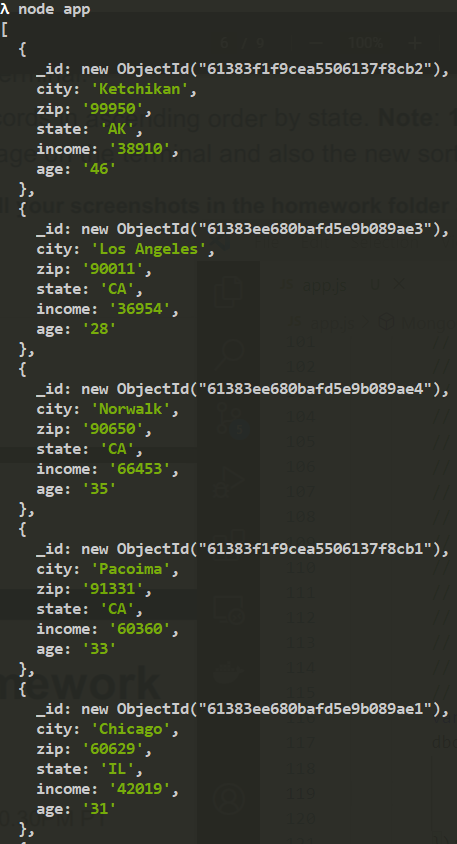 λ node app
[
  {
    _id: new ObjectId("61383f1f9cea5506137f8cb2"),
    city: 'Ketchikan',
    zip: '99950',
    state: 'AK',
    income: '38910',
    age: '46'
  },
  {
    _id: new ObjectId("61383ee680bafd5e9b089ae3"),
    city: 'Los Angeles',
    zip: '90011',
    state: 'CA',
    income: '36954',
    age: '28'
  },
  {
    _id: new ObjectId("61383ee680bafd5e9b089ae4"),
    city: 'Norwalk',
    zip: '90650',
    state: 'CA',
    income: '66453',
    age: '35'
  },
  {
    _id: new ObjectId("61383f1f9cea5506137f8cb1"),
    city: 'Pacoima',
    zip: '91331',
    state: 'CA',
    income: '60360',
    age: '33'
  },
  {
    _id: new ObjectId("61383ee680bafd5e9b089ae1"),
    city: 'Chicago',
    zip: '60629',
    state: 'IL',
    income: '42019',
    age: '31'
  },